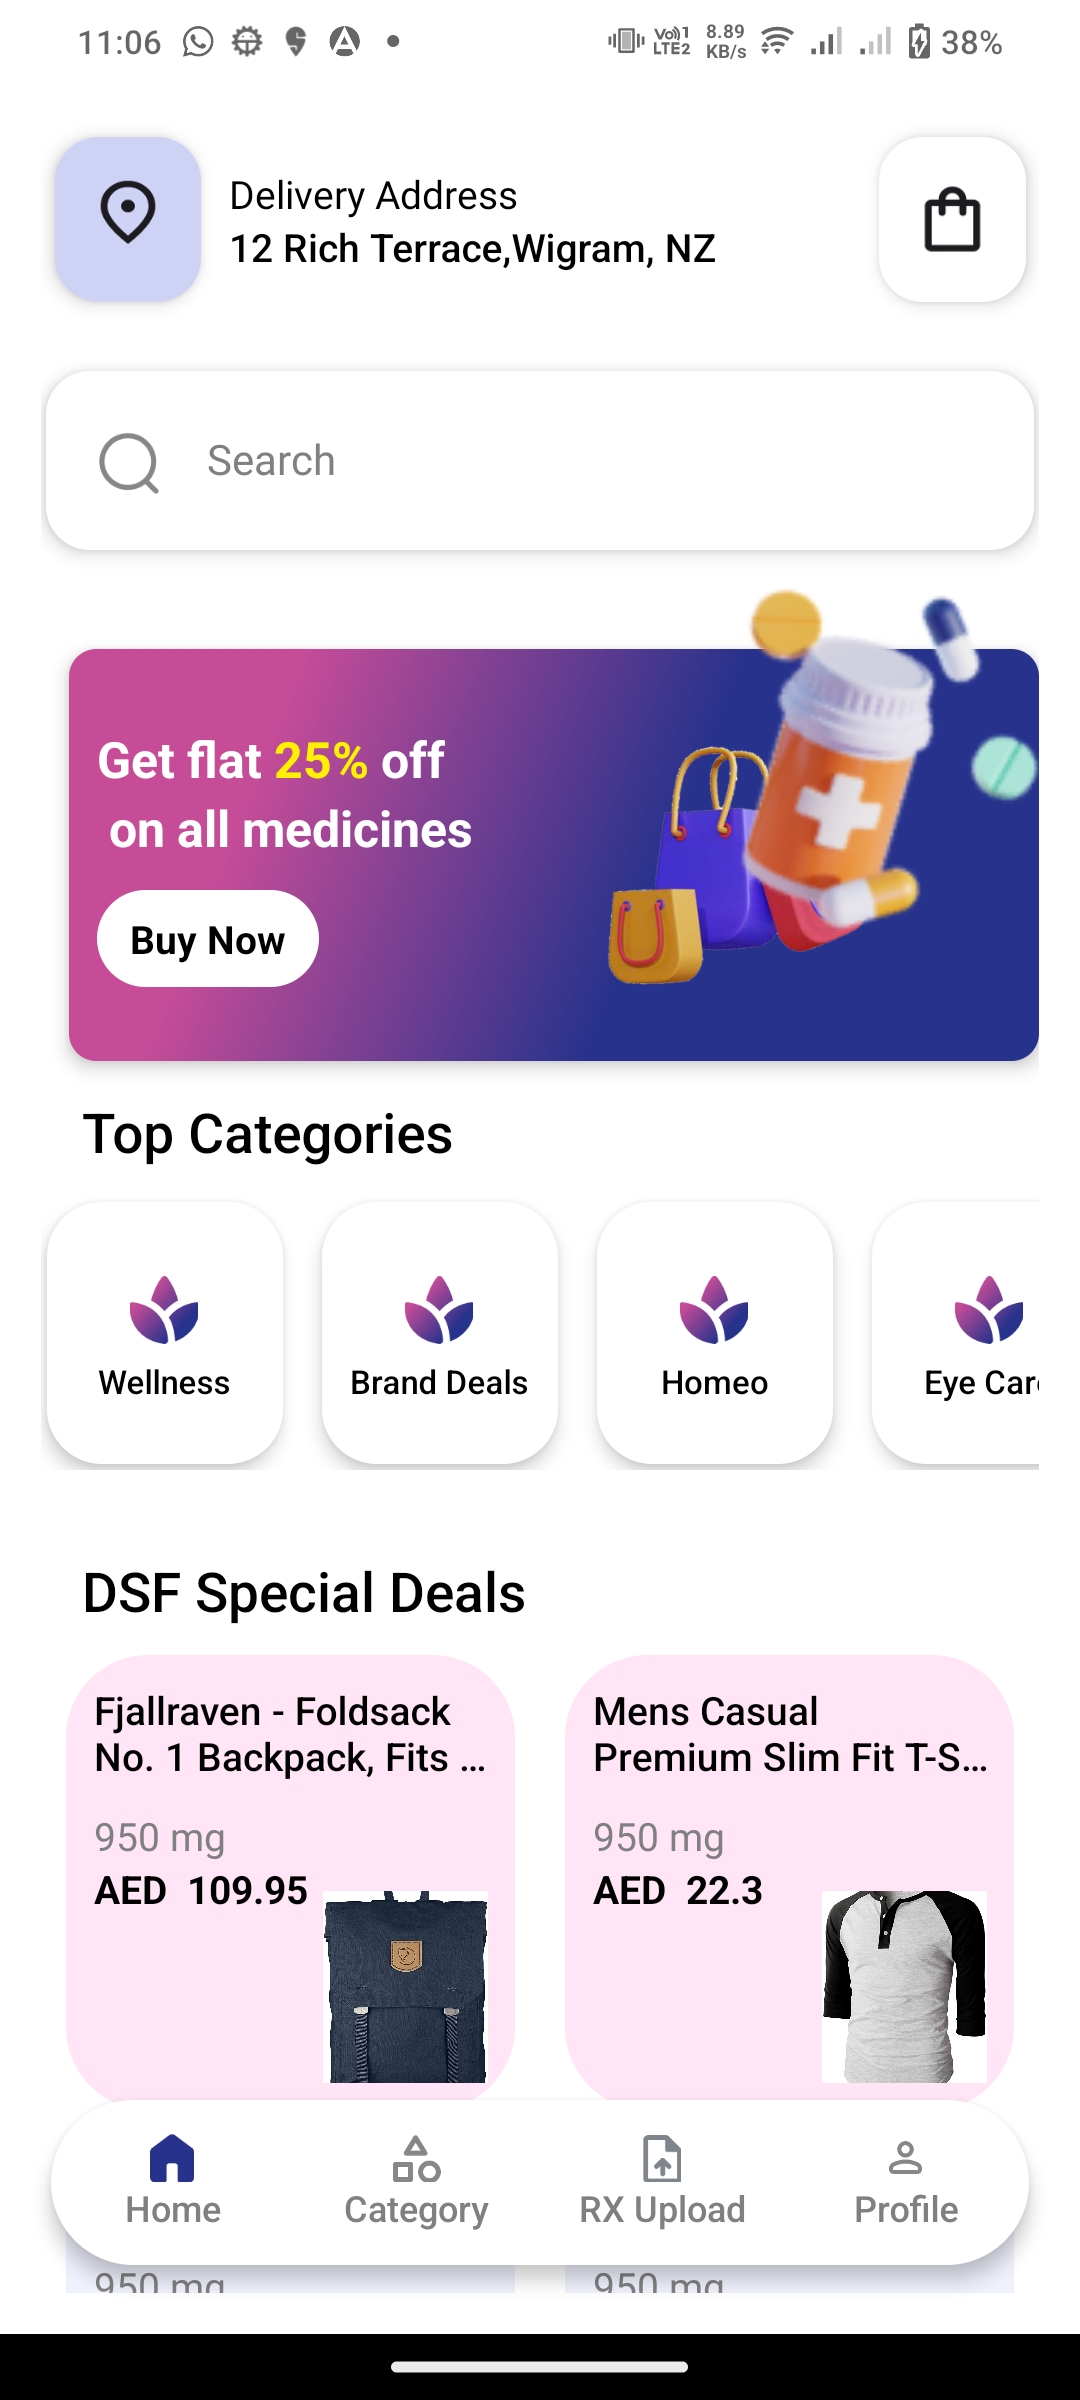 11:06
Vo)) 1
LTE2
8.89
KB/s
38%
Delivery Address
12 Rich Terrace,Wigram, NZ
Search
Get flat 25% off
on all medicines
Buy Now
Top Categories
Wellness
Brand Deals
Homeo
Eye Care
DSF Special Deals
Fjallraven - Foldsack
No. 1 Backpack, Fits ...
950 mg
AED 109.95
Mens Casual
Premium Slim Fit T-S...
950 mg
AED 22.3
Home
Category
RX Upload
Profile
950 mg
950 mg